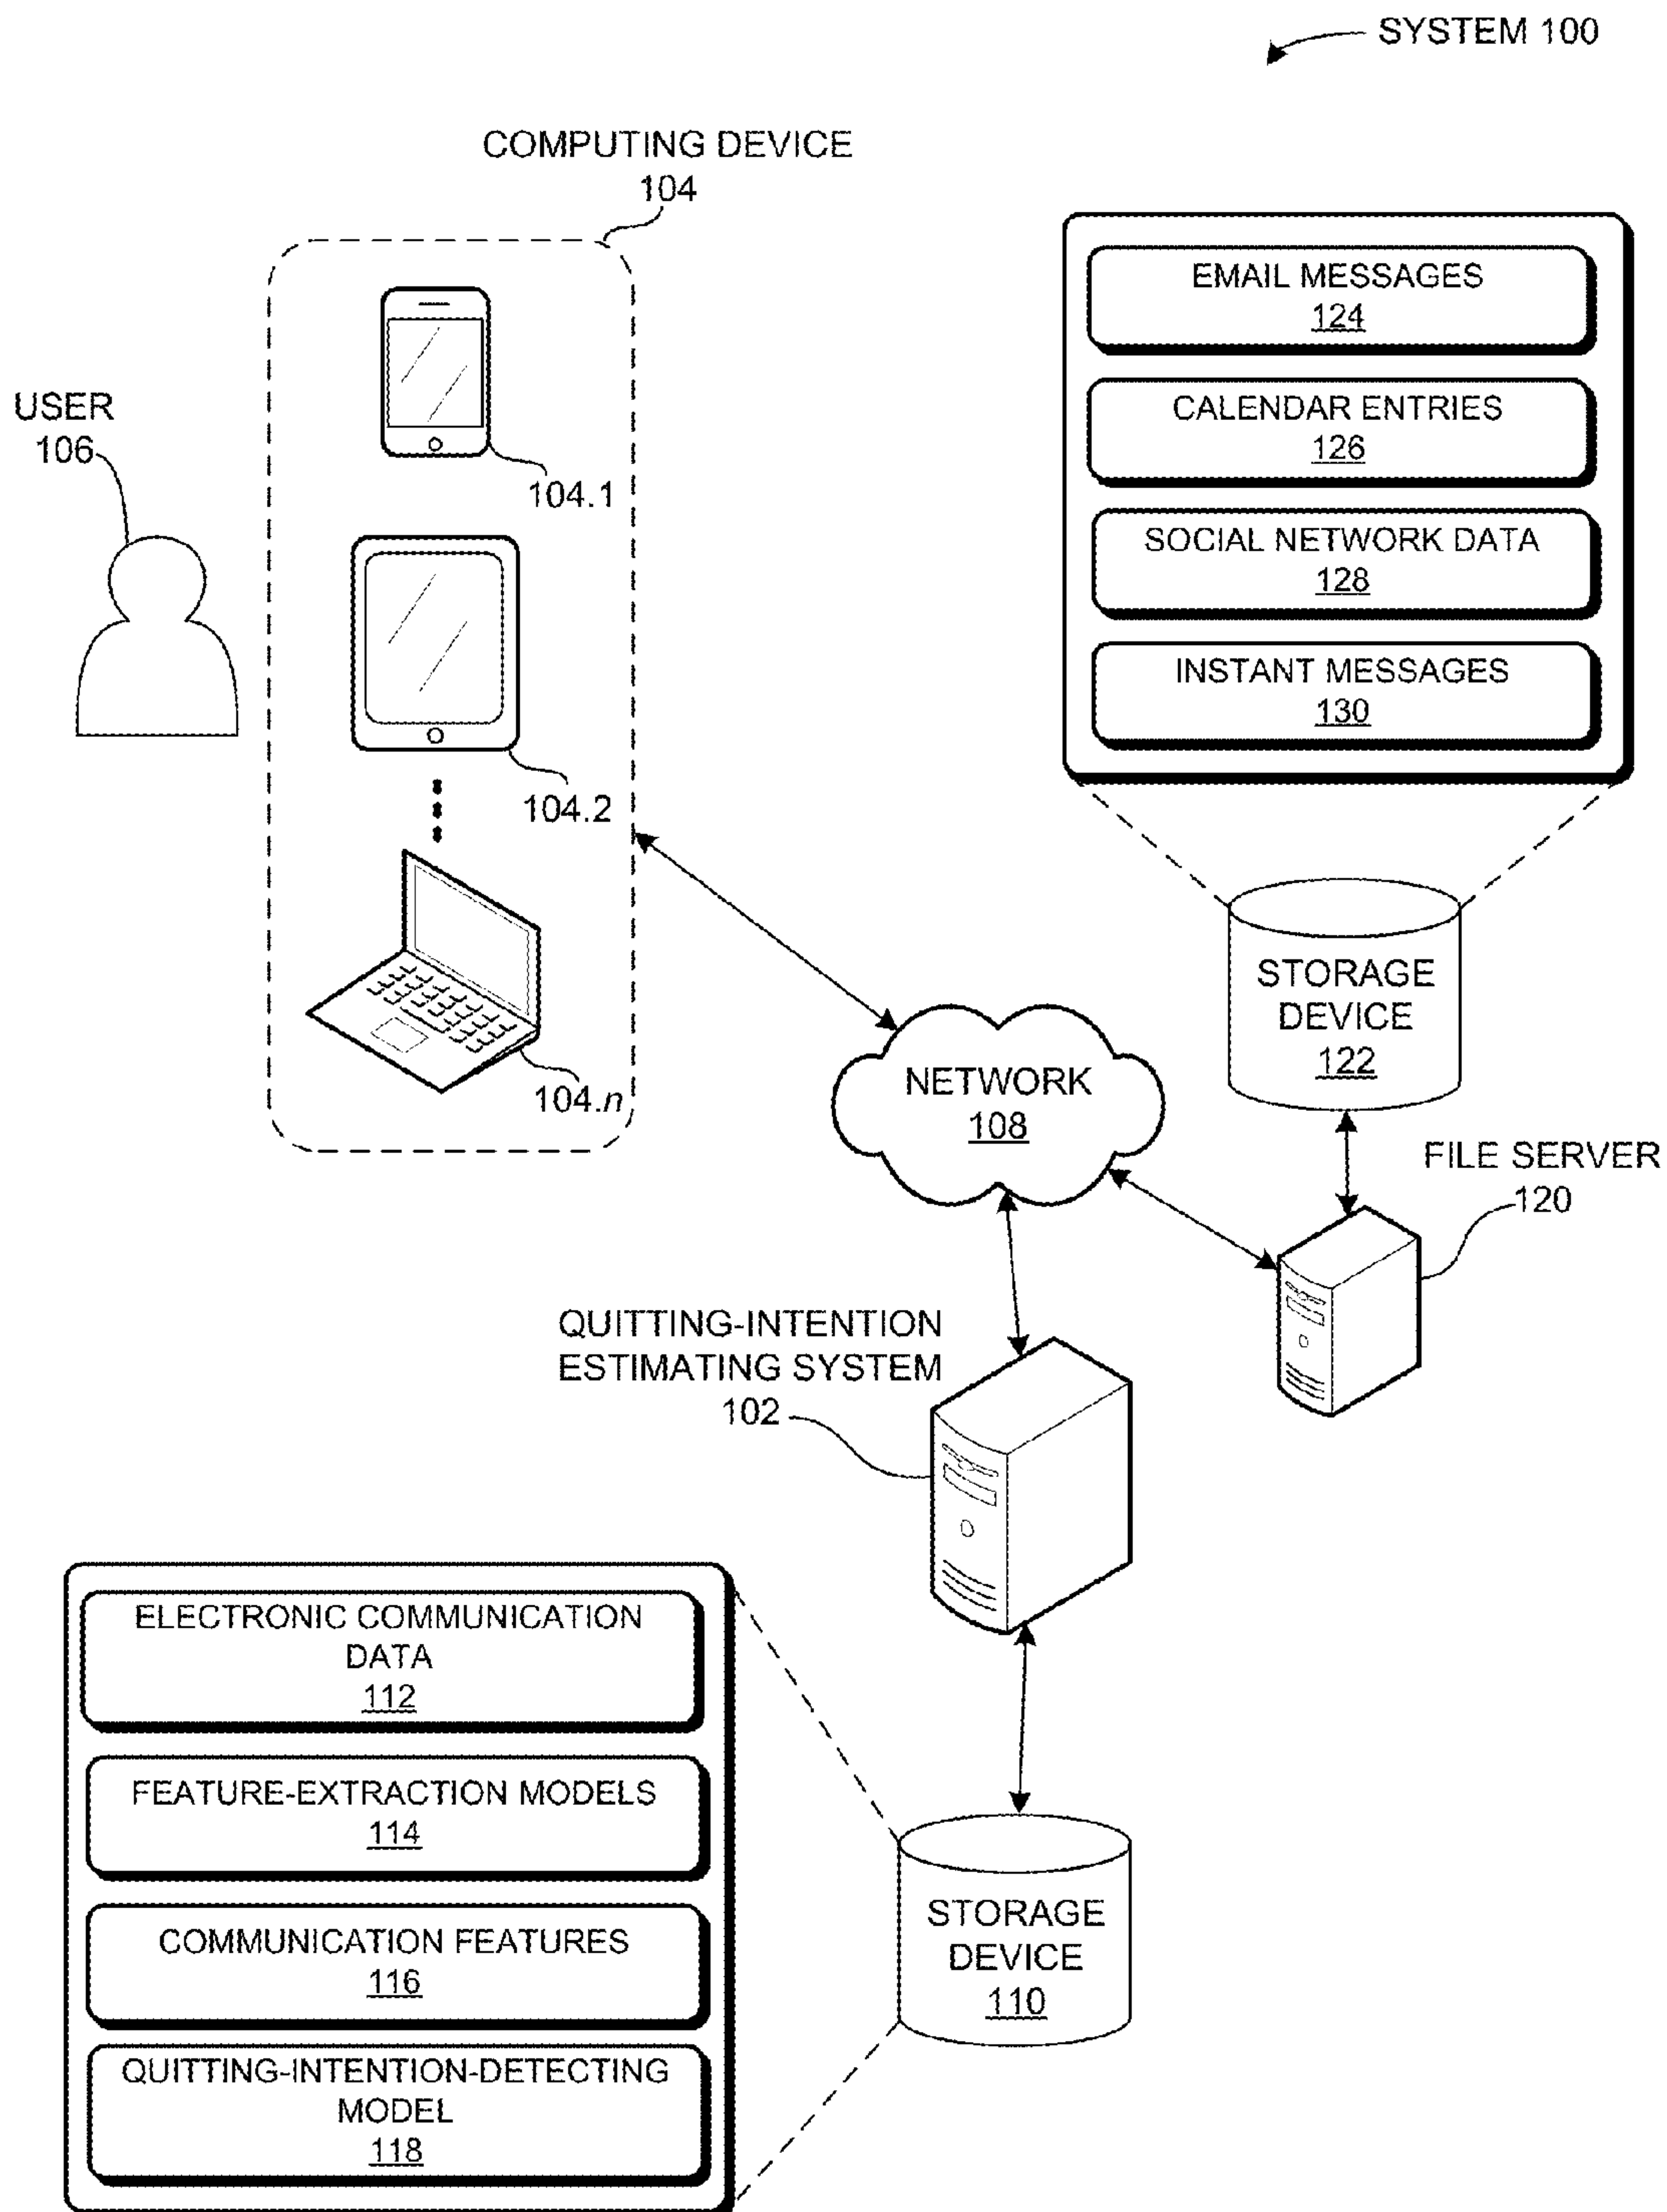 SYSTEM 100
COMPUTING DEVICE
104
USER
106
104.1
104.2
104.n
EMAIL MESSAGES
124
CALENDAR ENTRIES
126
SOCIAL NETWORK DATA
128
INSTANT MESSAGES
130
STORAGE
DEVICE
122
NETWORK
108
FILE SERVER
120
QUITTING-INTENTION
ESTIMATING SYSTEM
102
ELECTRONIC COMMUNICATION
DATA
112
FEATURE-EXTRACTION MODELS
114
COMMUNICATION FEATURES
116
QUITTING-INTENTION-DETECTING
MODEL
118
STORAGE
DEVICE
110